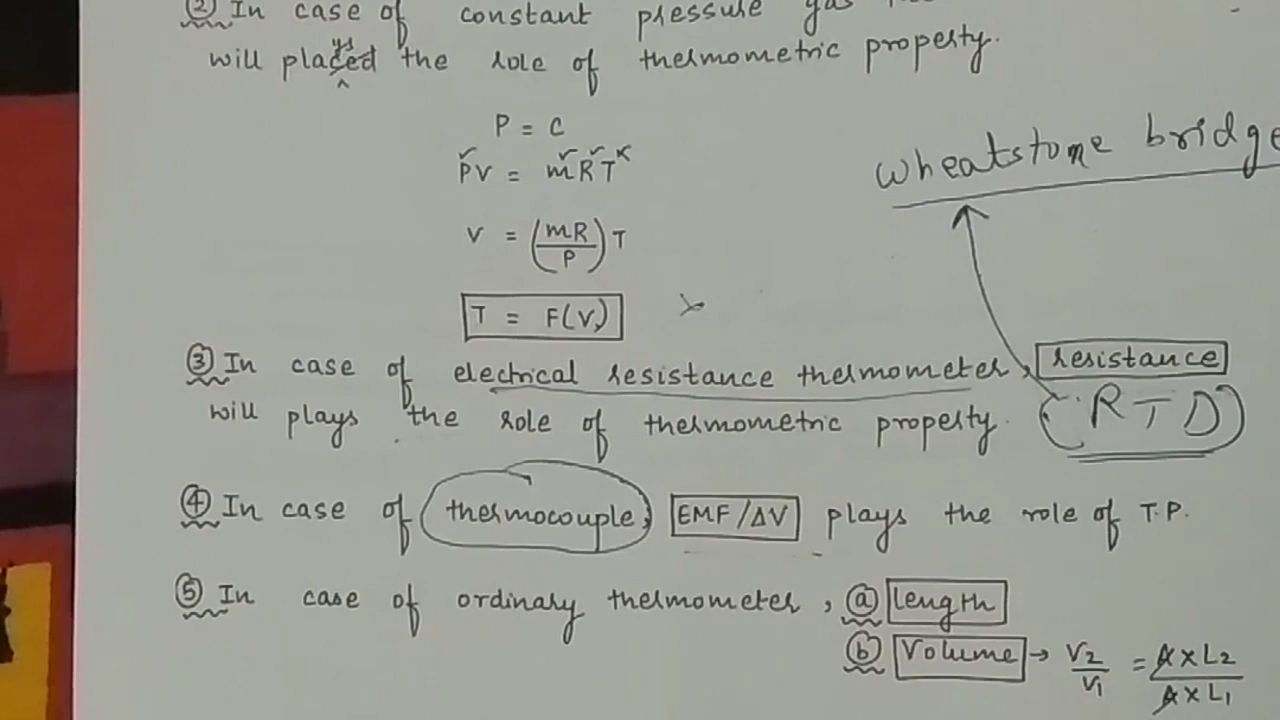 ② In case of constant pressure gas
will placed ys the role of thermometric property.
P = C
PV = mRT
V = (mR/P) T
T = F(V)
wheatstone bridge
③ In case of electrical resistance thermometer, resistance
will plays the role of thermometric property.
(RTD)
④ In case of thermocouple, EMF/ΔV plays the role of T.P.
⑤ In case of ordinary thermometer, ⓐ length
ⓑ Volume → V2/V1 = A x L2/A x L1